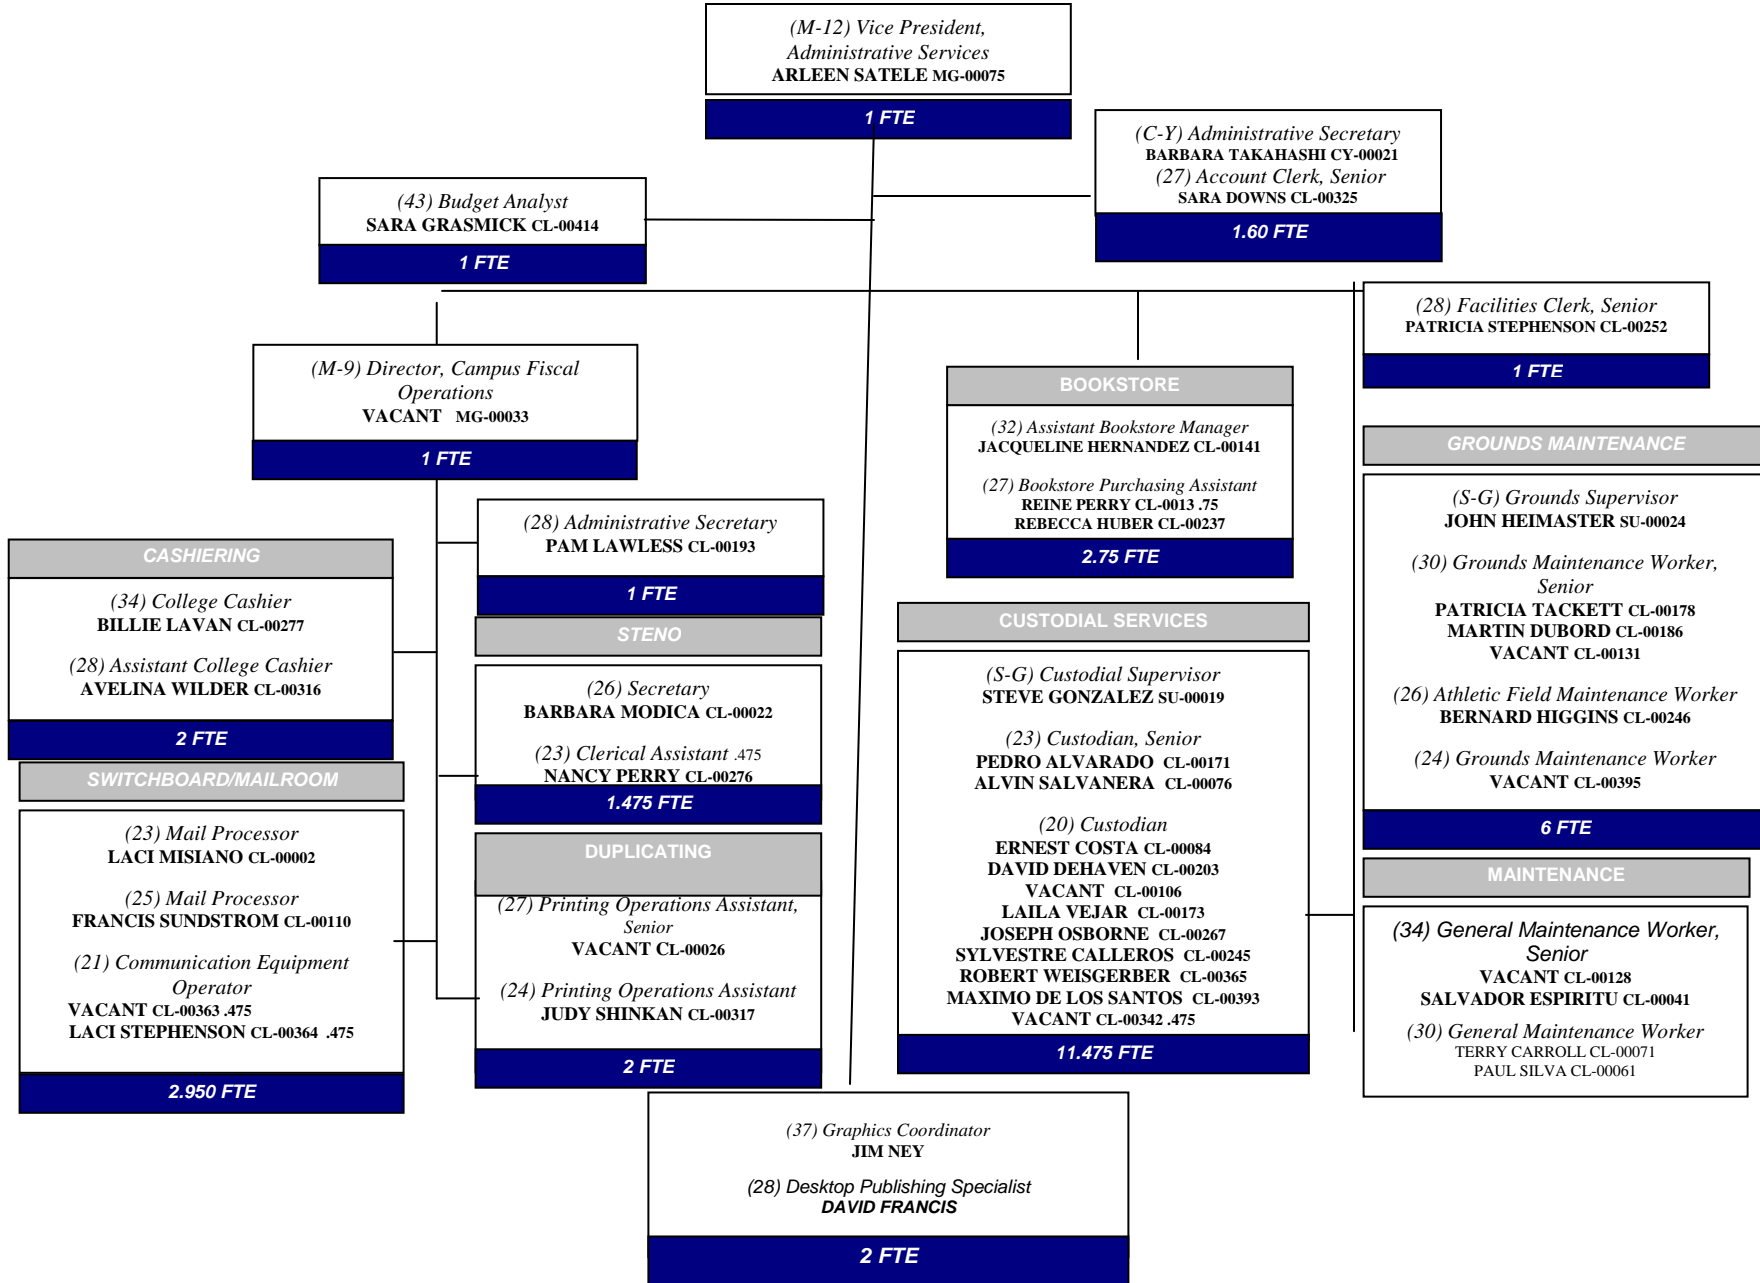 (M-12) Vice President,
Administrative Services
ARLEEN SATELE MG-00075
1 FTE
(C-Y) Administrative Secretary
BARBARA TAKAHASHI CY-00021
(27) Account Clerk, Senior
SARA DOWNS CL-00325
1.60 FTE
(43) Budget Analyst
SARA GRASMICK CL-00414
1 FTE
(28) Facilities Clerk, Senior
PATRICIA STEPHENSON CL-00252
1 FTE
(M-9) Director, Campus Fiscal
Operations
VACANT MG-00033
1 FTE
BOOKSTORE
(32) Assistant Bookstore Manager
JACQUELINE HERNANDEZ CL-00141
(27) Bookstore Purchasing Assistant
REINE PERRY CL-0013 .75
REBECCA HUBER CL-00237
2.75 FTE
GROUNDS MAINTENANCE
(S-G) Grounds Supervisor
JOHN HEIMASTER SU-00024
(30) Grounds Maintenance Worker,
Senior
PATRICIA TACKETT CL-00178
MARTIN DUBORD CL-00186
VACANT CL-00131
(26) Athletic Field Maintenance Worker
BERNARD HIGGINS CL-00246
(24) Grounds Maintenance Worker
VACANT CL-00395
6 FTE
(28) Administrative Secretary
PAM LAWLESS CL-00193
1 FTE
CASHIERING
(34) College Cashier
BILLIE LAVAN CL-00277
(28) Assistant College Cashier
AVELINA WILDER CL-00316
2 FTE
STENO
(26) Secretary
BARBARA MODICA CL-00022
(23) Clerical Assistant .475
NANCY PERRY CL-00276
1.475 FTE
CUSTODIAL SERVICES
(S-G) Custodial Supervisor
STEVE GONZALEZ SU-00019
(23) Custodian, Senior
PEDRO ALVARADO CL-00171
ALVIN SALVANERA CL-00076
(20) Custodian
ERNEST COSTA CL-00084
DAVID DEHAVEN CL-00203
VACANT CL-00106
LAILA VEJAR CL-00173
JOSEPH OSBORNE CL-00267
SYLVESTRE CALLEROS CL-00245
ROBERT WEISGERBER CL-00365
MAXIMO DE LOS SANTOS CL-00393
VACANT CL-00342 .475
11.475 FTE
SWITCHBOARD/MAILROOM
(23) Mail Processor
LACI MISIANO CL-00002
(25) Mail Processor
FRANCIS SUNDSTROM CL-00110
(21) Communication Equipment
Operator
VACANT CL-00363 .475
LACI STEPHENSON CL-00364 .475
2.950 FTE
DUPLICATING
(27) Printing Operations Assistant,
Senior
VACANT CL-00026
(24) Printing Operations Assistant
JUDY SHINKAN CL-00317
2 FTE
MAINTENANCE
(34) General Maintenance Worker,
Senior
VACANT CL-00128
SALVADOR ESPIRITU CL-00041
(30) General Maintenance Worker
TERRY CARROLL CL-00071
PAUL SILVA CL-00061
(37) Graphics Coordinator
JIM NEY
(28) Desktop Publishing Specialist
DAVID FRANCIS
2 FTE